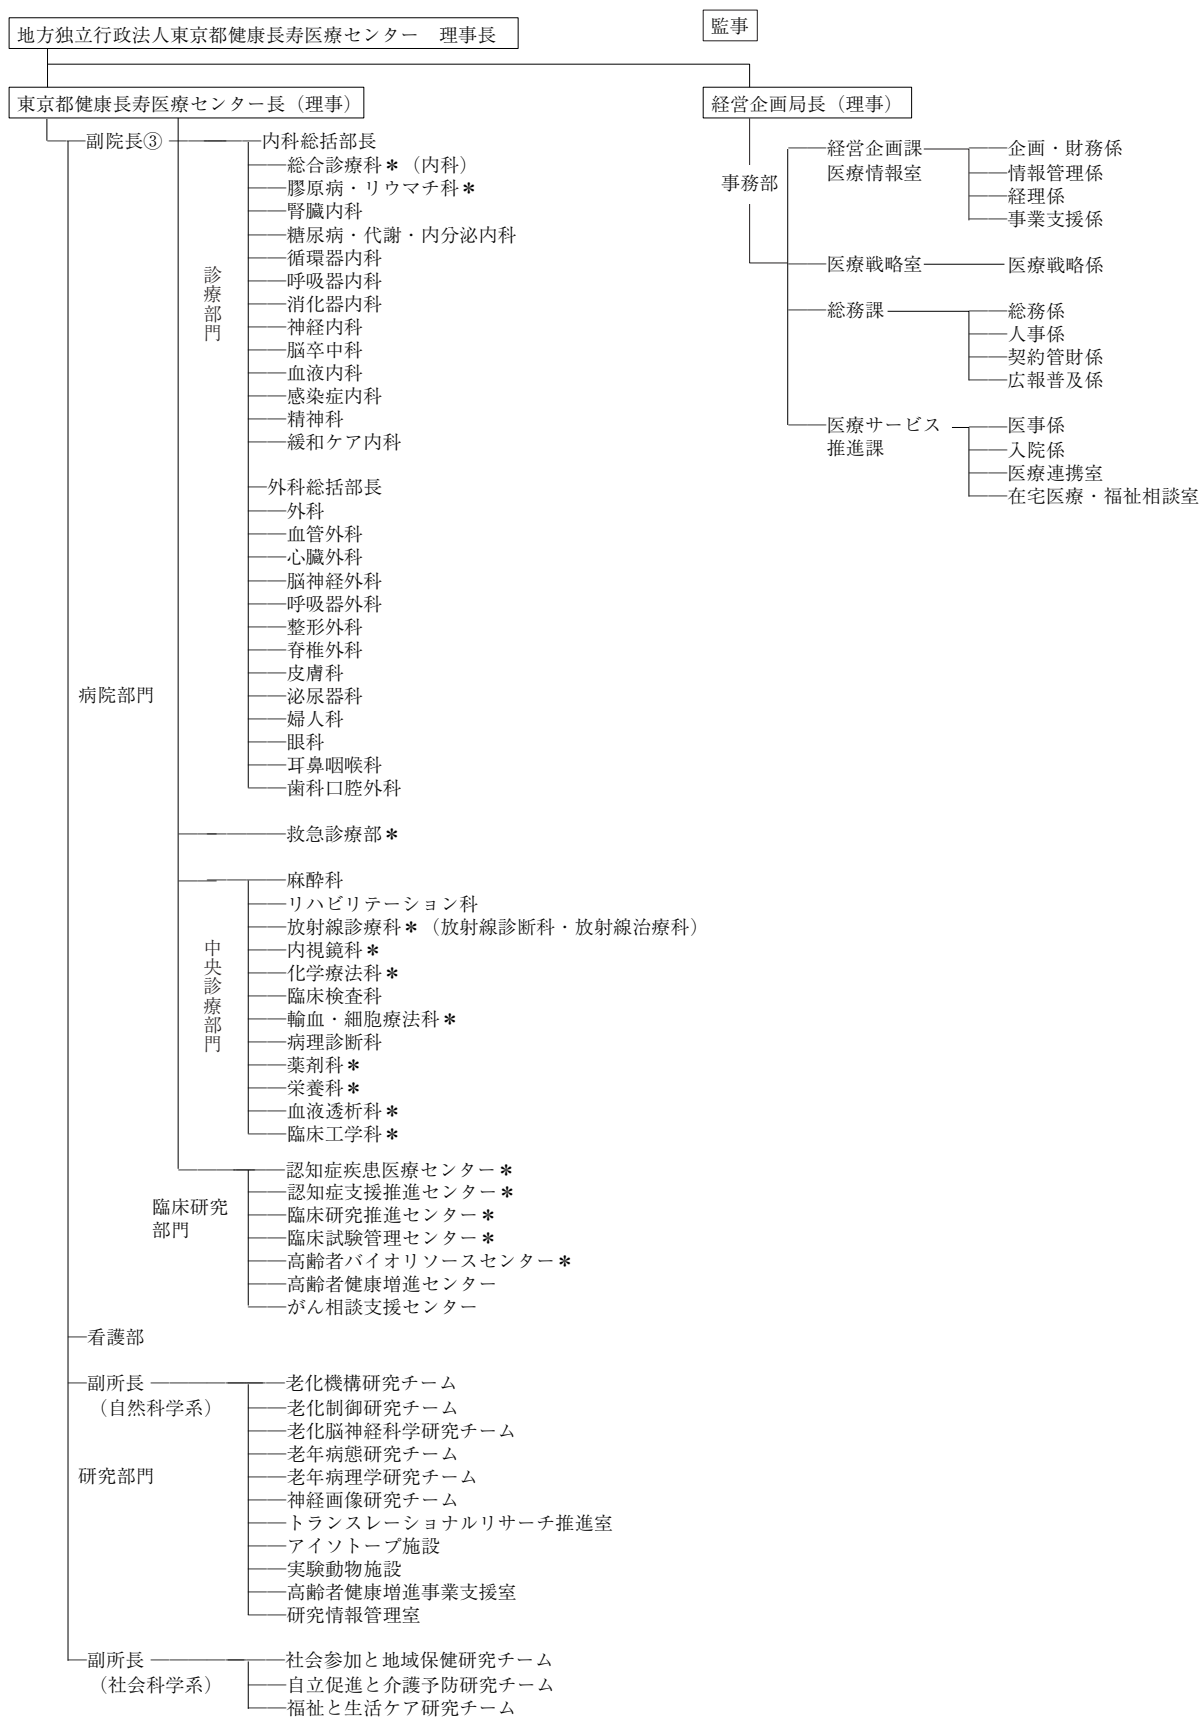 地方独立行政法人東京都健康長寿医療センター　理事長
監事
東京都健康長寿医療センター長（理事）
経営企画局長（理事）
副院長③
診療部門
内科総括部長
総合診療科＊（内科）
膠原病・リウマチ科＊
腎臓内科
糖尿病・代謝・内分泌内科
循環器内科
呼吸器内科
消化器内科
神経内科
脳卒中科
血液内科
感染症内科
精神科
緩和ケア内科
外科総括部長
外科
血管外科
心臓外科
脳神経外科
呼吸器外科
整形外科
脊椎外科
皮膚科
泌尿器科
婦人科
眼科
耳鼻咽喉科
歯科口腔外科
病院部門
救急診療部＊
中央診療部門
麻酔科
リハビリテーション科
放射線診療科＊（放射線診断科・放射線治療科）
内視鏡科＊
化学療法科＊
臨床検査科
輸血・細胞療法科＊
病理診断科
薬剤科＊
栄養科＊
血液透析科＊
臨床工学科＊
臨床研究
部門
認知症疾患医療センター＊
認知症支援推進センター＊
臨床研究推進センター＊
臨床試験管理センター＊
高齢者バイオリソースセンター＊
高齢者健康増進センター
がん相談支援センター
看護部
副所長
（自然科学系）
研究部門
老化機構研究チーム
老化制御研究チーム
老化脳神経科学研究チーム
老年病態研究チーム
老年病理学研究チーム
神経画像研究チーム
トランスレーショナルリサーチ推進室
アイソトープ施設
実験動物施設
高齢者健康増進事業支援室
研究情報管理室
副所長
（社会科学系）
社会参加と地域保健研究チーム
自立促進と介護予防研究チーム
福祉と生活ケア研究チーム
事務部
経営企画課
医療情報室
企画・財務係
情報管理係
経理係
事業支援係
医療戦略室
医療戦略係
総務課
総務係
人事係
契約管財係
広報普及係
医療サービス
推進課
医事係
入院係
医療連携室
在宅医療・福祉相談室